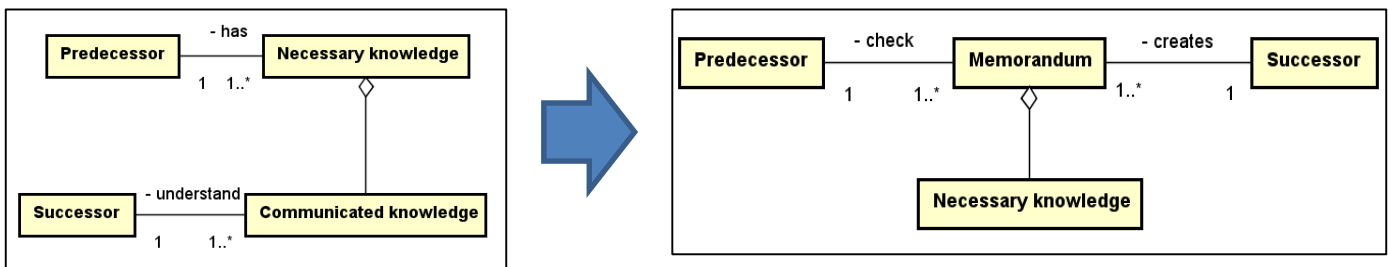 - has
Predecessor
Necessary knowledge
1
1..*
- understand
Successor
Communicated knowledge
1
1..*
- check
- creates
Predecessor
Memorandum
Successor
1
1..*
1..*
1
Necessary knowledge